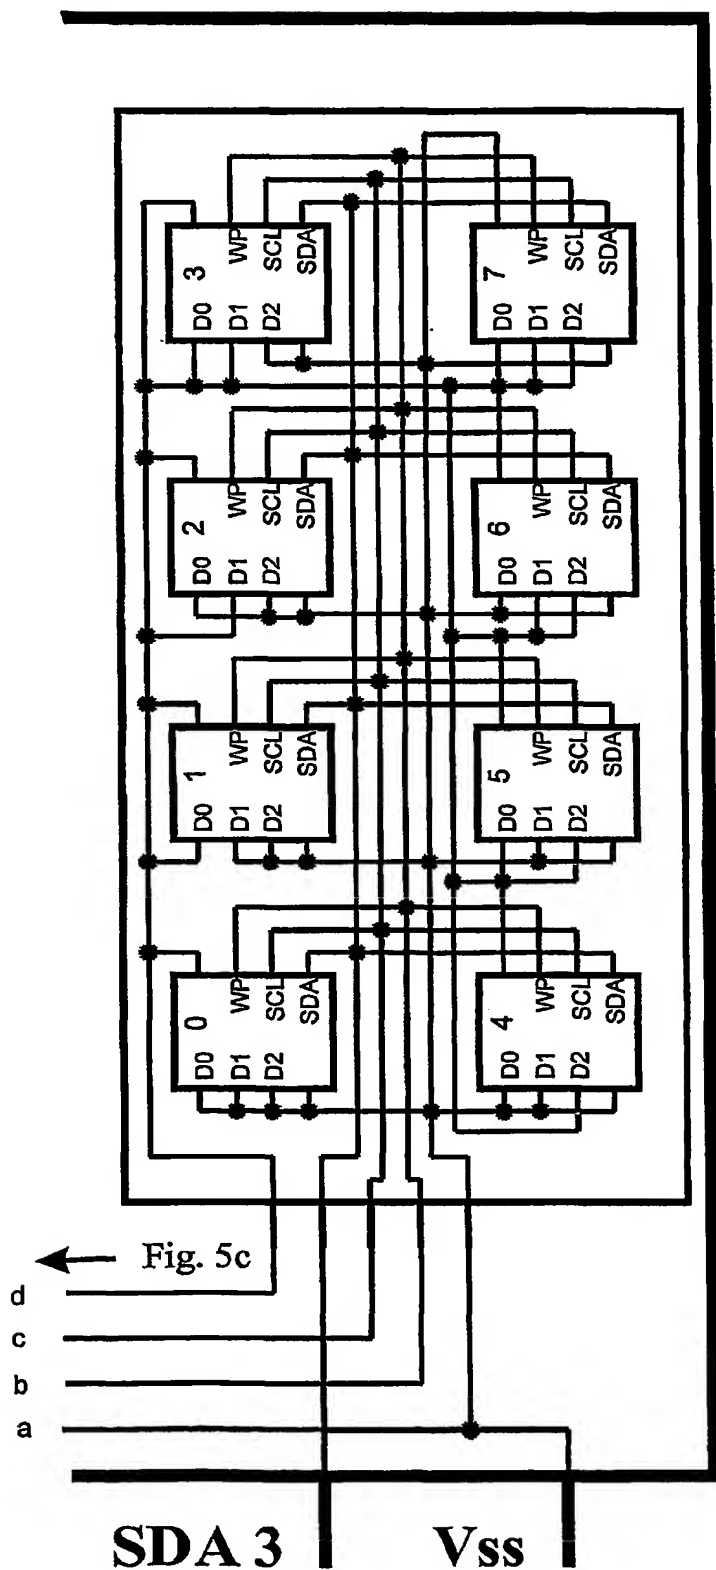 3 WP SCL SDA
D0 D1 D2
7 WP SCL SDA
D0 D1 D2
2 WP SCL SDA
D0 D1 D2
6 WP SCL SDA
D0 D1 D2
1 WP SCL SDA
D0 D1 D2
5 WP SCL SDA
D0 D1 D2
0 WP SCL SDA
D0 D1 D2
4 WP SCL SDA
D0 D1 D2
Fig. 5c
d
c
b
a
SDA 3 Vss